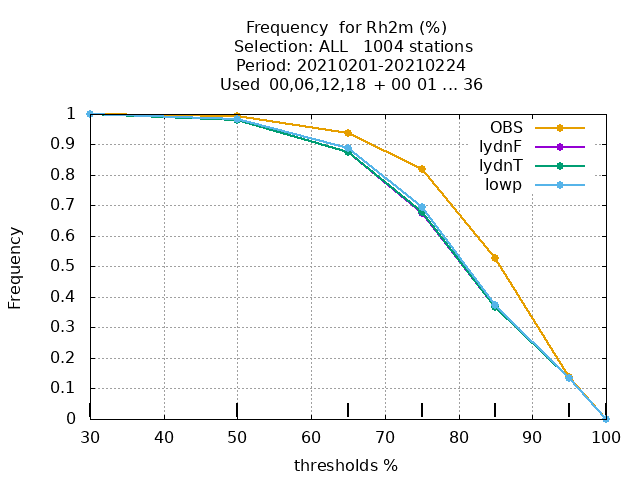 Frequency  for Rh2m (%)
Selection: ALL   1004 stations
Period: 20210201-20210224
Used  00,06,12,18  + 00 01 ... 36
1
0.9
0.8
0.7
0.6
0.5
0.4
0.3
0.2
0.1
0
Frequency
OBS
lydnF
lydnT
lowp
30 40 50 60 70 80 90 100
thresholds %